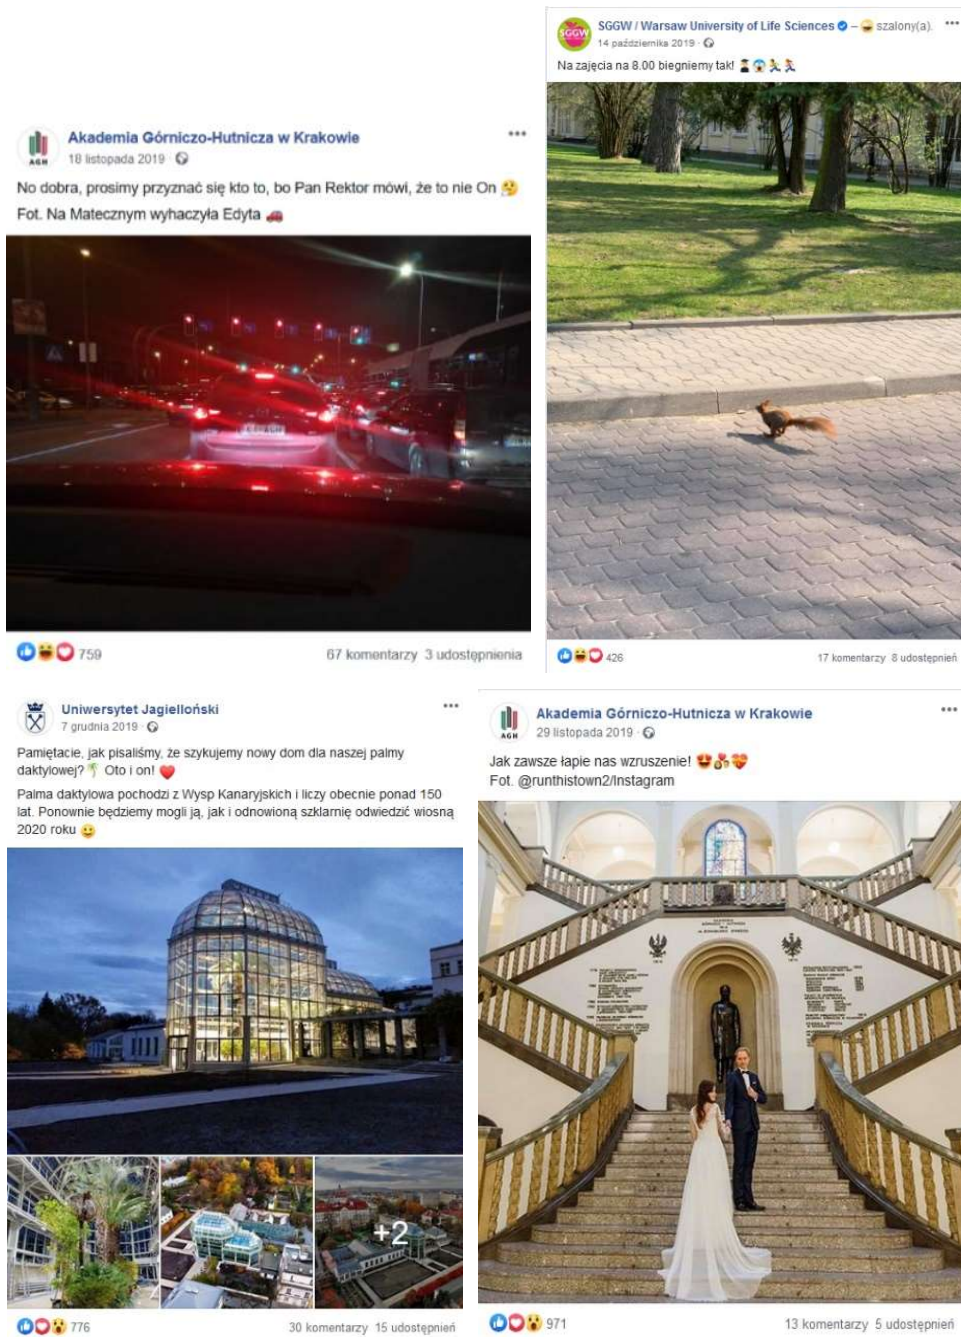 Akademia Górniczo-Hutnicza w Krakowie
18 listopada 2019
No dobra, prosimy przyznać się kto to, bo Pan Rektor mówi, że to nie On 🤔
Fot. Na Matecznym wyhaczyła Edyta 🚗
759
67 komentarzy 3 udostępnienia
SGGW
SGGW / Warsaw University of Life Sciences – 😜 szalony(a).
14 października 2019
Na zajęcia na 8.00 biegniemy tak!
426
17 komentarzy 8 udostępnień
Uniwersytet Jagielloński
7 grudnia 2019
Pamiętacie, jak pisaliśmy, że szykujemy nowy dom dla naszej palmy
daktylowej?🌴 Oto i on! ❤️
Palma daktylowa pochodzi z Wysp Kanaryjskich i liczy obecnie ponad 150
lat. Ponownie będziemy mogli ją, jak i odnowioną szklarnię odwiedzić wiosną
2020 roku 😀
+2
776
30 komentarzy 15 udostępnień
AGH
Akademia Górniczo-Hutnicza w Krakowie
29 listopada 2019
Jak zawsze łapie nas wzruszenie!
Fot. @runthistown2/Instagram
971
13 komentarzy 5 udostępnień